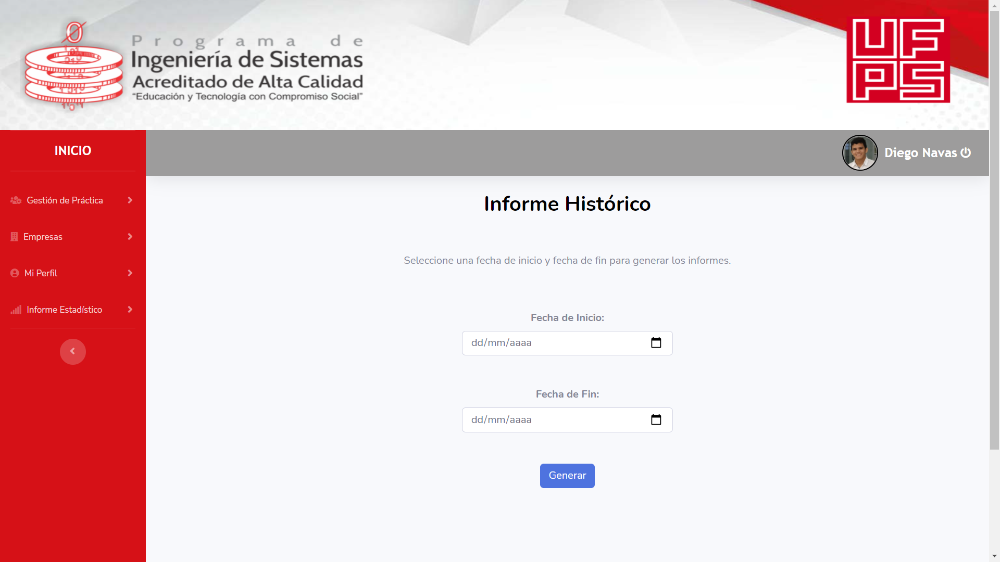 Programa de
Ingeniería de Sistemas
Acreditado de Alta Calidad
“Educación y Tecnología con Compromiso Social”
UF
PS
INICIO
Diego Navas
Gestión de Práctica
Empresas
Mi Perfil
Informe Estadístico
Informe Histórico
Seleccione una fecha de inicio y fecha de fin para generar los informes.
Fecha de Inicio:
dd/mm/aaaa
Fecha de Fin:
dd/mm/aaaa
Generar